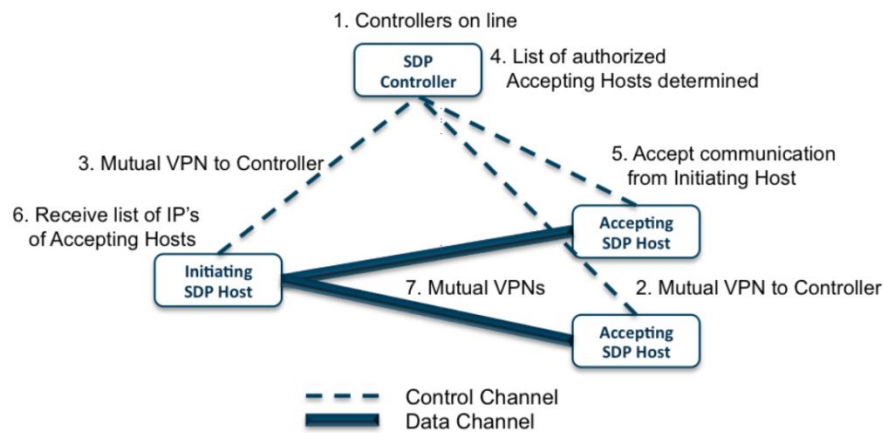 1. Controllers on line
SDP
Controller
4. List of authorized
Accepting Hosts determined
3. Mutual VPN to Controller
5. Accept communication
from Initiating Host
6. Receive list of IP's
of Accepting Hosts
Accepting
SDP Host
Initiating
SDP Host
7. Mutual VPNs
2. Mutual VPN to Controller
Accepting
SDP Host
Control Channel
Data Channel